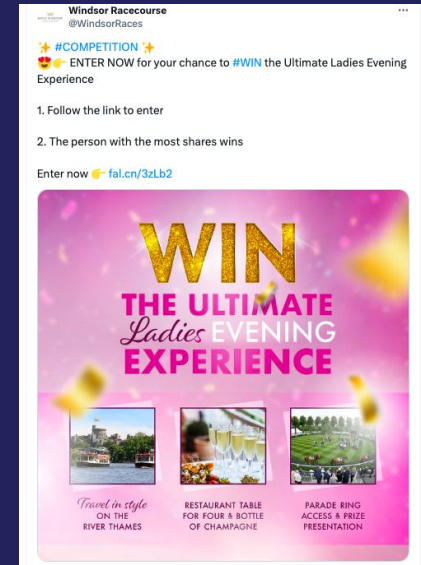 Windsor Racecourse
@WindsorRaces
✨ #COMPETITION ✨
😍👉 ENTER NOW for your chance to #WIN the Ultimate Ladies Evening
Experience
1. Follow the link to enter
2. The person with the most shares wins
Enter now 👉 fal.cn/3zLb2
WIN
THE ULTIMATE
Ladies EVENING
EXPERIENCE
Travel in style
ON THE
RIVER THAMES
RESTAURANT TABLE
FOR FOUR & BOTTLE
OF CHAMPAGNE
PARADE RING
ACCESS & PRIZE
PRESENTATION